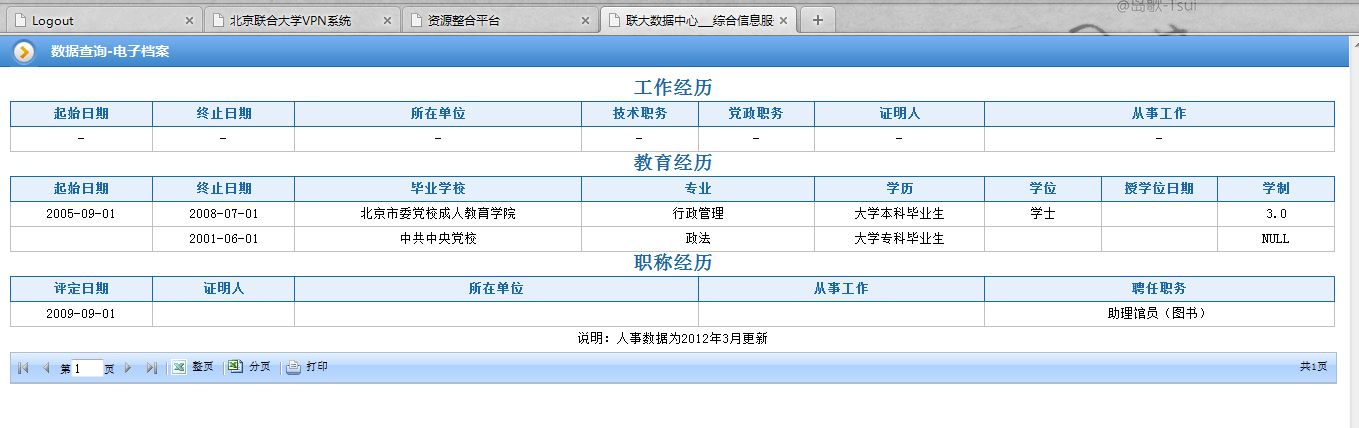 @岛歌-Tsui
Logout 北京联合大学VPN系统 资源整合平台 联大数据中心__综合信息服
数据查询-电子档案
工作经历
起始日期 终止日期 所在单位 技术职务 党政职务 证明人 从事工作
- - - - - - -
教育经历
起始日期 终止日期 毕业学校 专业 学历 学位 授学位日期 学制
2005-09-01 2008-07-01 北京市委党校成人教育学院 行政管理 大学本科毕业生 学士 3.0
2001-06-01 中共中央党校 政法 大学专科毕业生 NULL
职称经历
评定日期 证明人 所在单位 从事工作 聘任职务
2009-09-01 助理馆员（图书）
说明：人事数据为2012年3月更新
第 1 页 整页 分页 打印 共1页